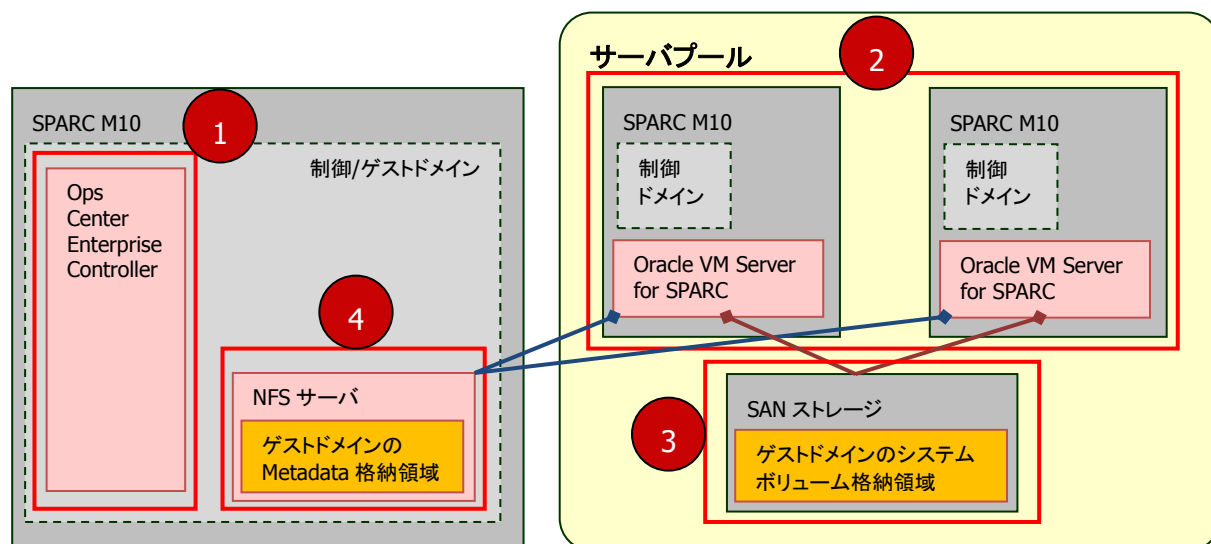 サーバプール
2
SPARC M10
1
制御/ゲストドメイン
Ops
Center
Enterprise
Controller
4
NFS サーバ
ゲストドメインの
Metadata 格納領域
SPARC M10
制御
ドメイン
Oracle VM Server
for SPARC
SPARC M10
制御
ドメイン
Oracle VM Server
for SPARC
3
SAN ストレージ
ゲストドメインのシステム
ボリューム格納領域